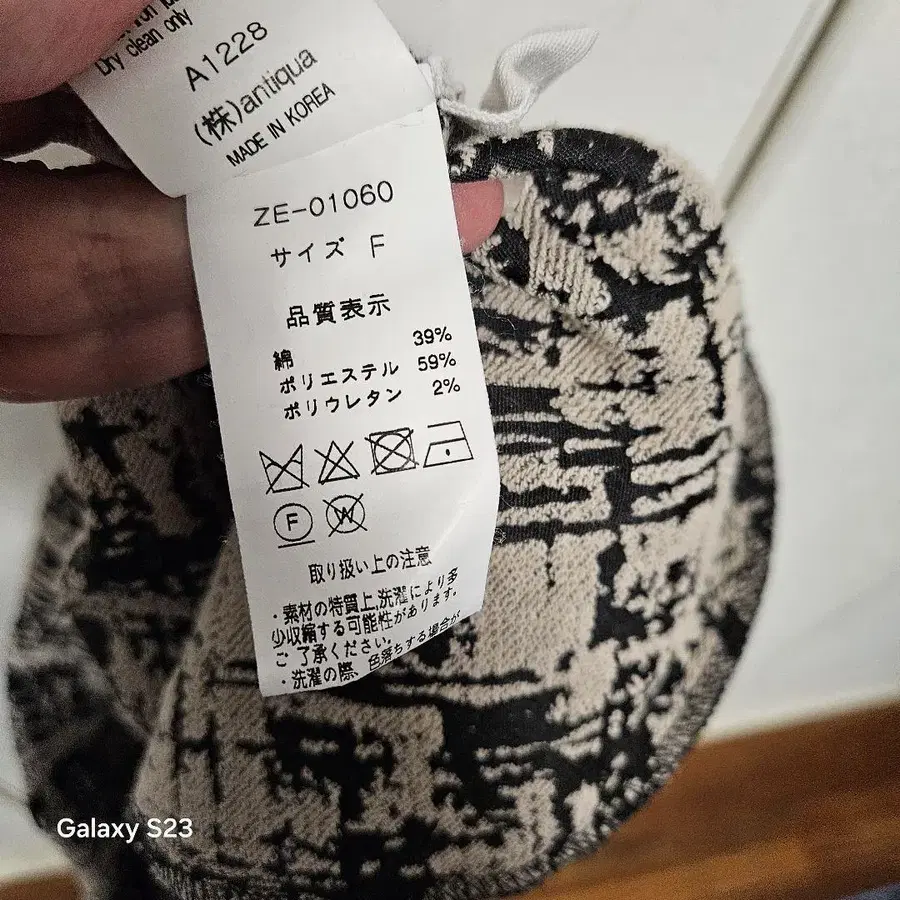 Dry clean only
A1228
(株)antiqua
MADE IN KOREA
ZE-01060
サイズ F
品質表示
綿 39%
ポリエステル 59%
ポリウレタン 2%
F W
取り扱い上の注意
・素材の特質上,洗濯により多
少収縮する可能性があります。
ご了承ください。
・洗濯の際、色落ちする場合が
Galaxy S23